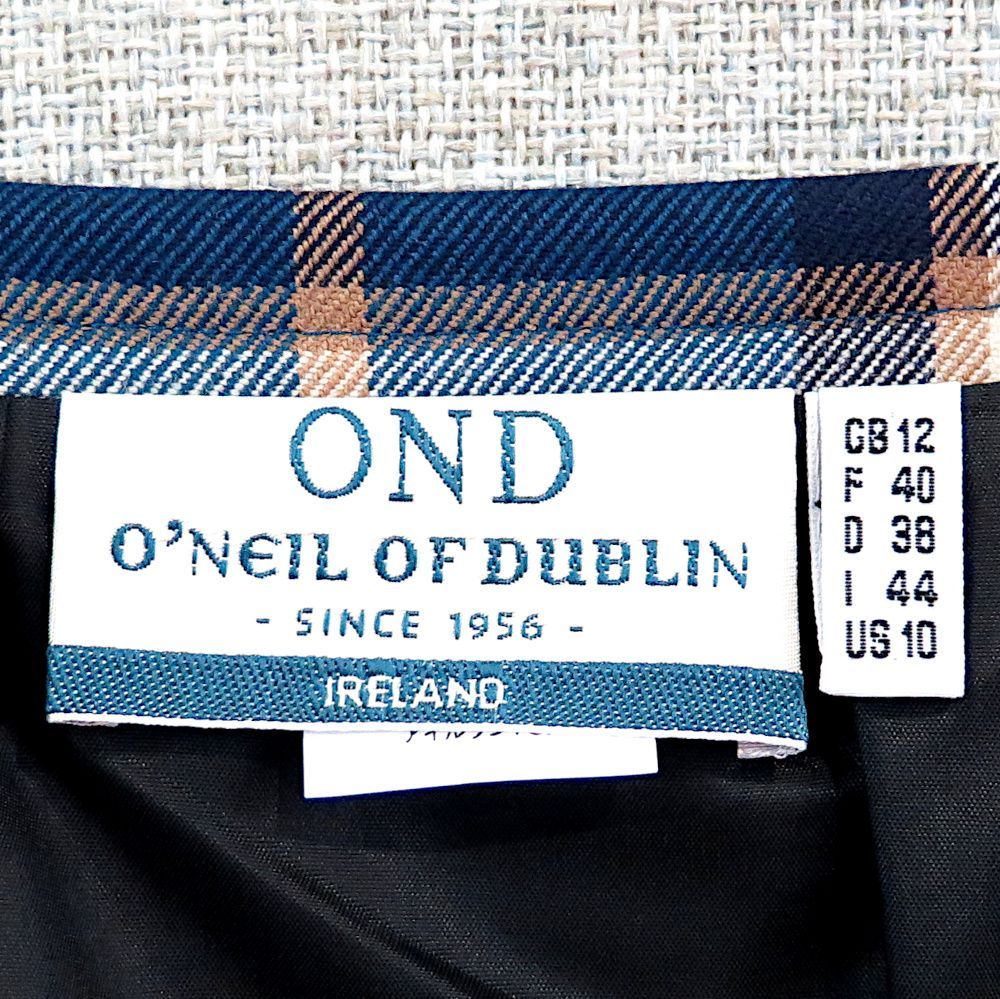 OND
O'NEIL OF DUBLIN
- SINCE 1956 -
IRELAND
GB 12
F 40
D 38
I 44
US 10